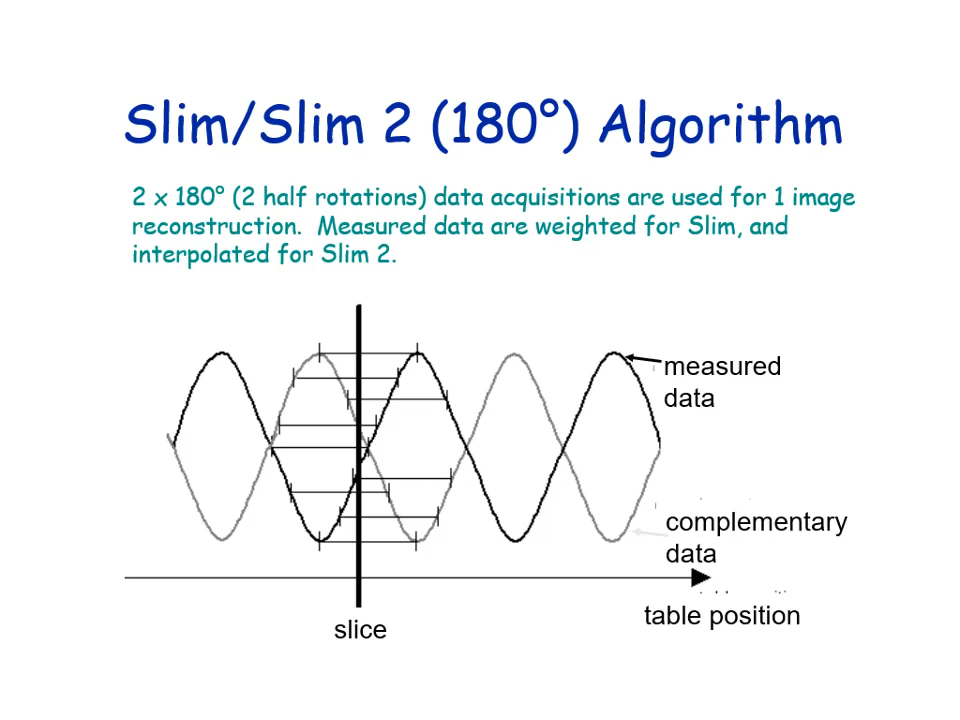 Slim/Slim 2 (180°) Algorithm
2 x 180° (2 half rotations) data acquisitions are used for 1 image
reconstruction.  Measured data are weighted for Slim, and
interpolated for Slim 2.
measured
data
complementary
data
table position
slice